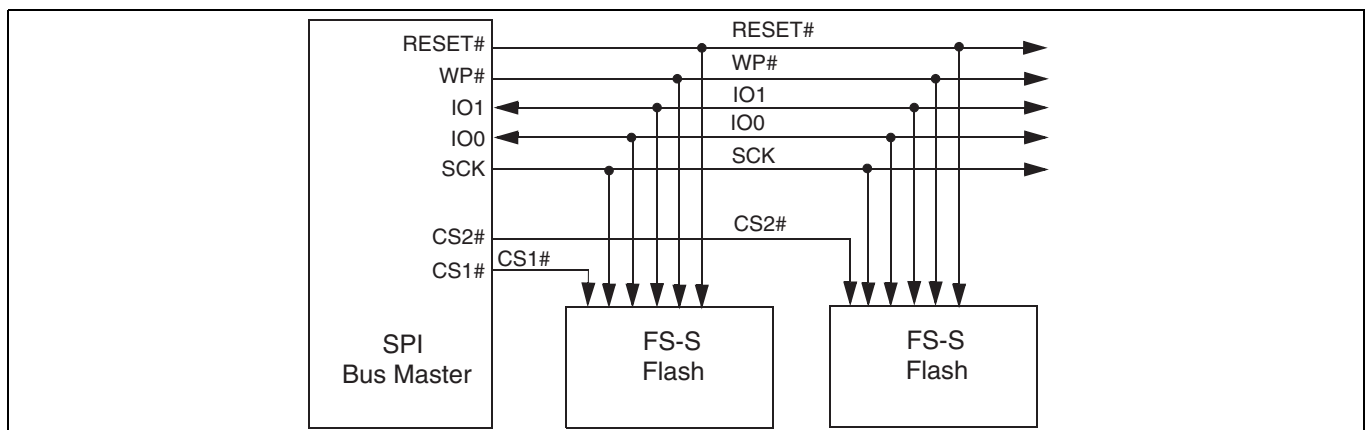 RESET#
RESET#
WP#
WP#
IO1
IO1
IO0
IO0
SCK
SCK
CS2#
CS2#
CS1#
CS1#
SPI
Bus Master
FS-S
Flash
FS-S
Flash